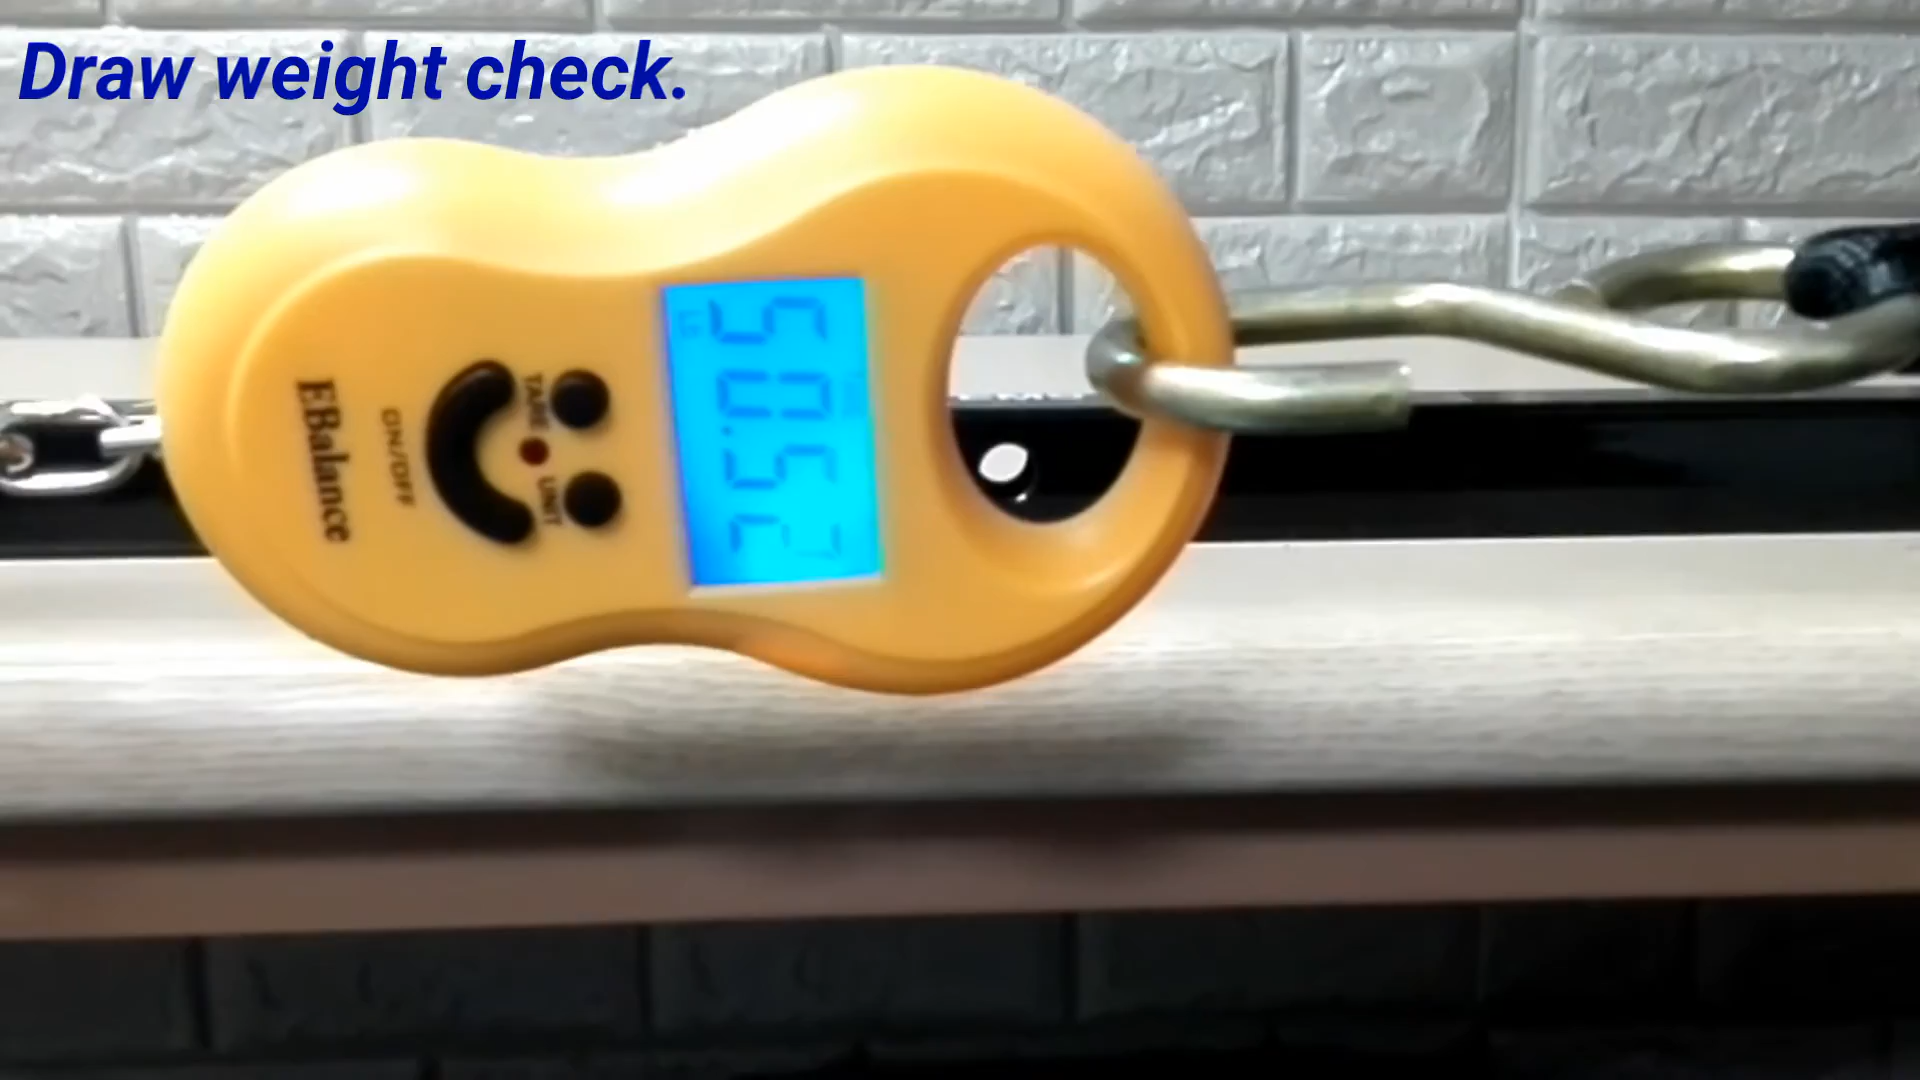 Draw weight check.
EBalance
ON/OFF
TARE UNIT
50.52